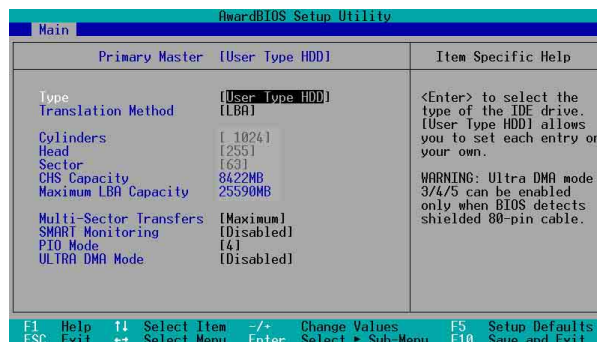 AwardBIOS Setup Utility
Main
Primary Master [User Type HDD] Item Specific Help
Type [User Type HDD]
Translation Method [LBA]
Cylinders [ 1024]
Head [255]
Sector [63]
CHS Capacity 8422MB
Maximum LBA Capacity 25590MB
Multi-Sector Transfers [Maximum]
SMART Monitoring [Disabled]
PIO Mode [4]
ULTRA DMA Mode [Disabled]
<Enter> to select the
type of the IDE drive.
[User Type HDD] allows
you to set each entry on
your own.
WARNING: Ultra DMA mode
3/4/5 can be enabled
only when BIOS detects
shielded 80-pin cable.
F1 Help ↑↓ Select Item -/+ Change Values F5 Setup Defaults
ESC Exit ←→ Select Menu Enter Select ▶ Sub-Menu F10 Save and Exit